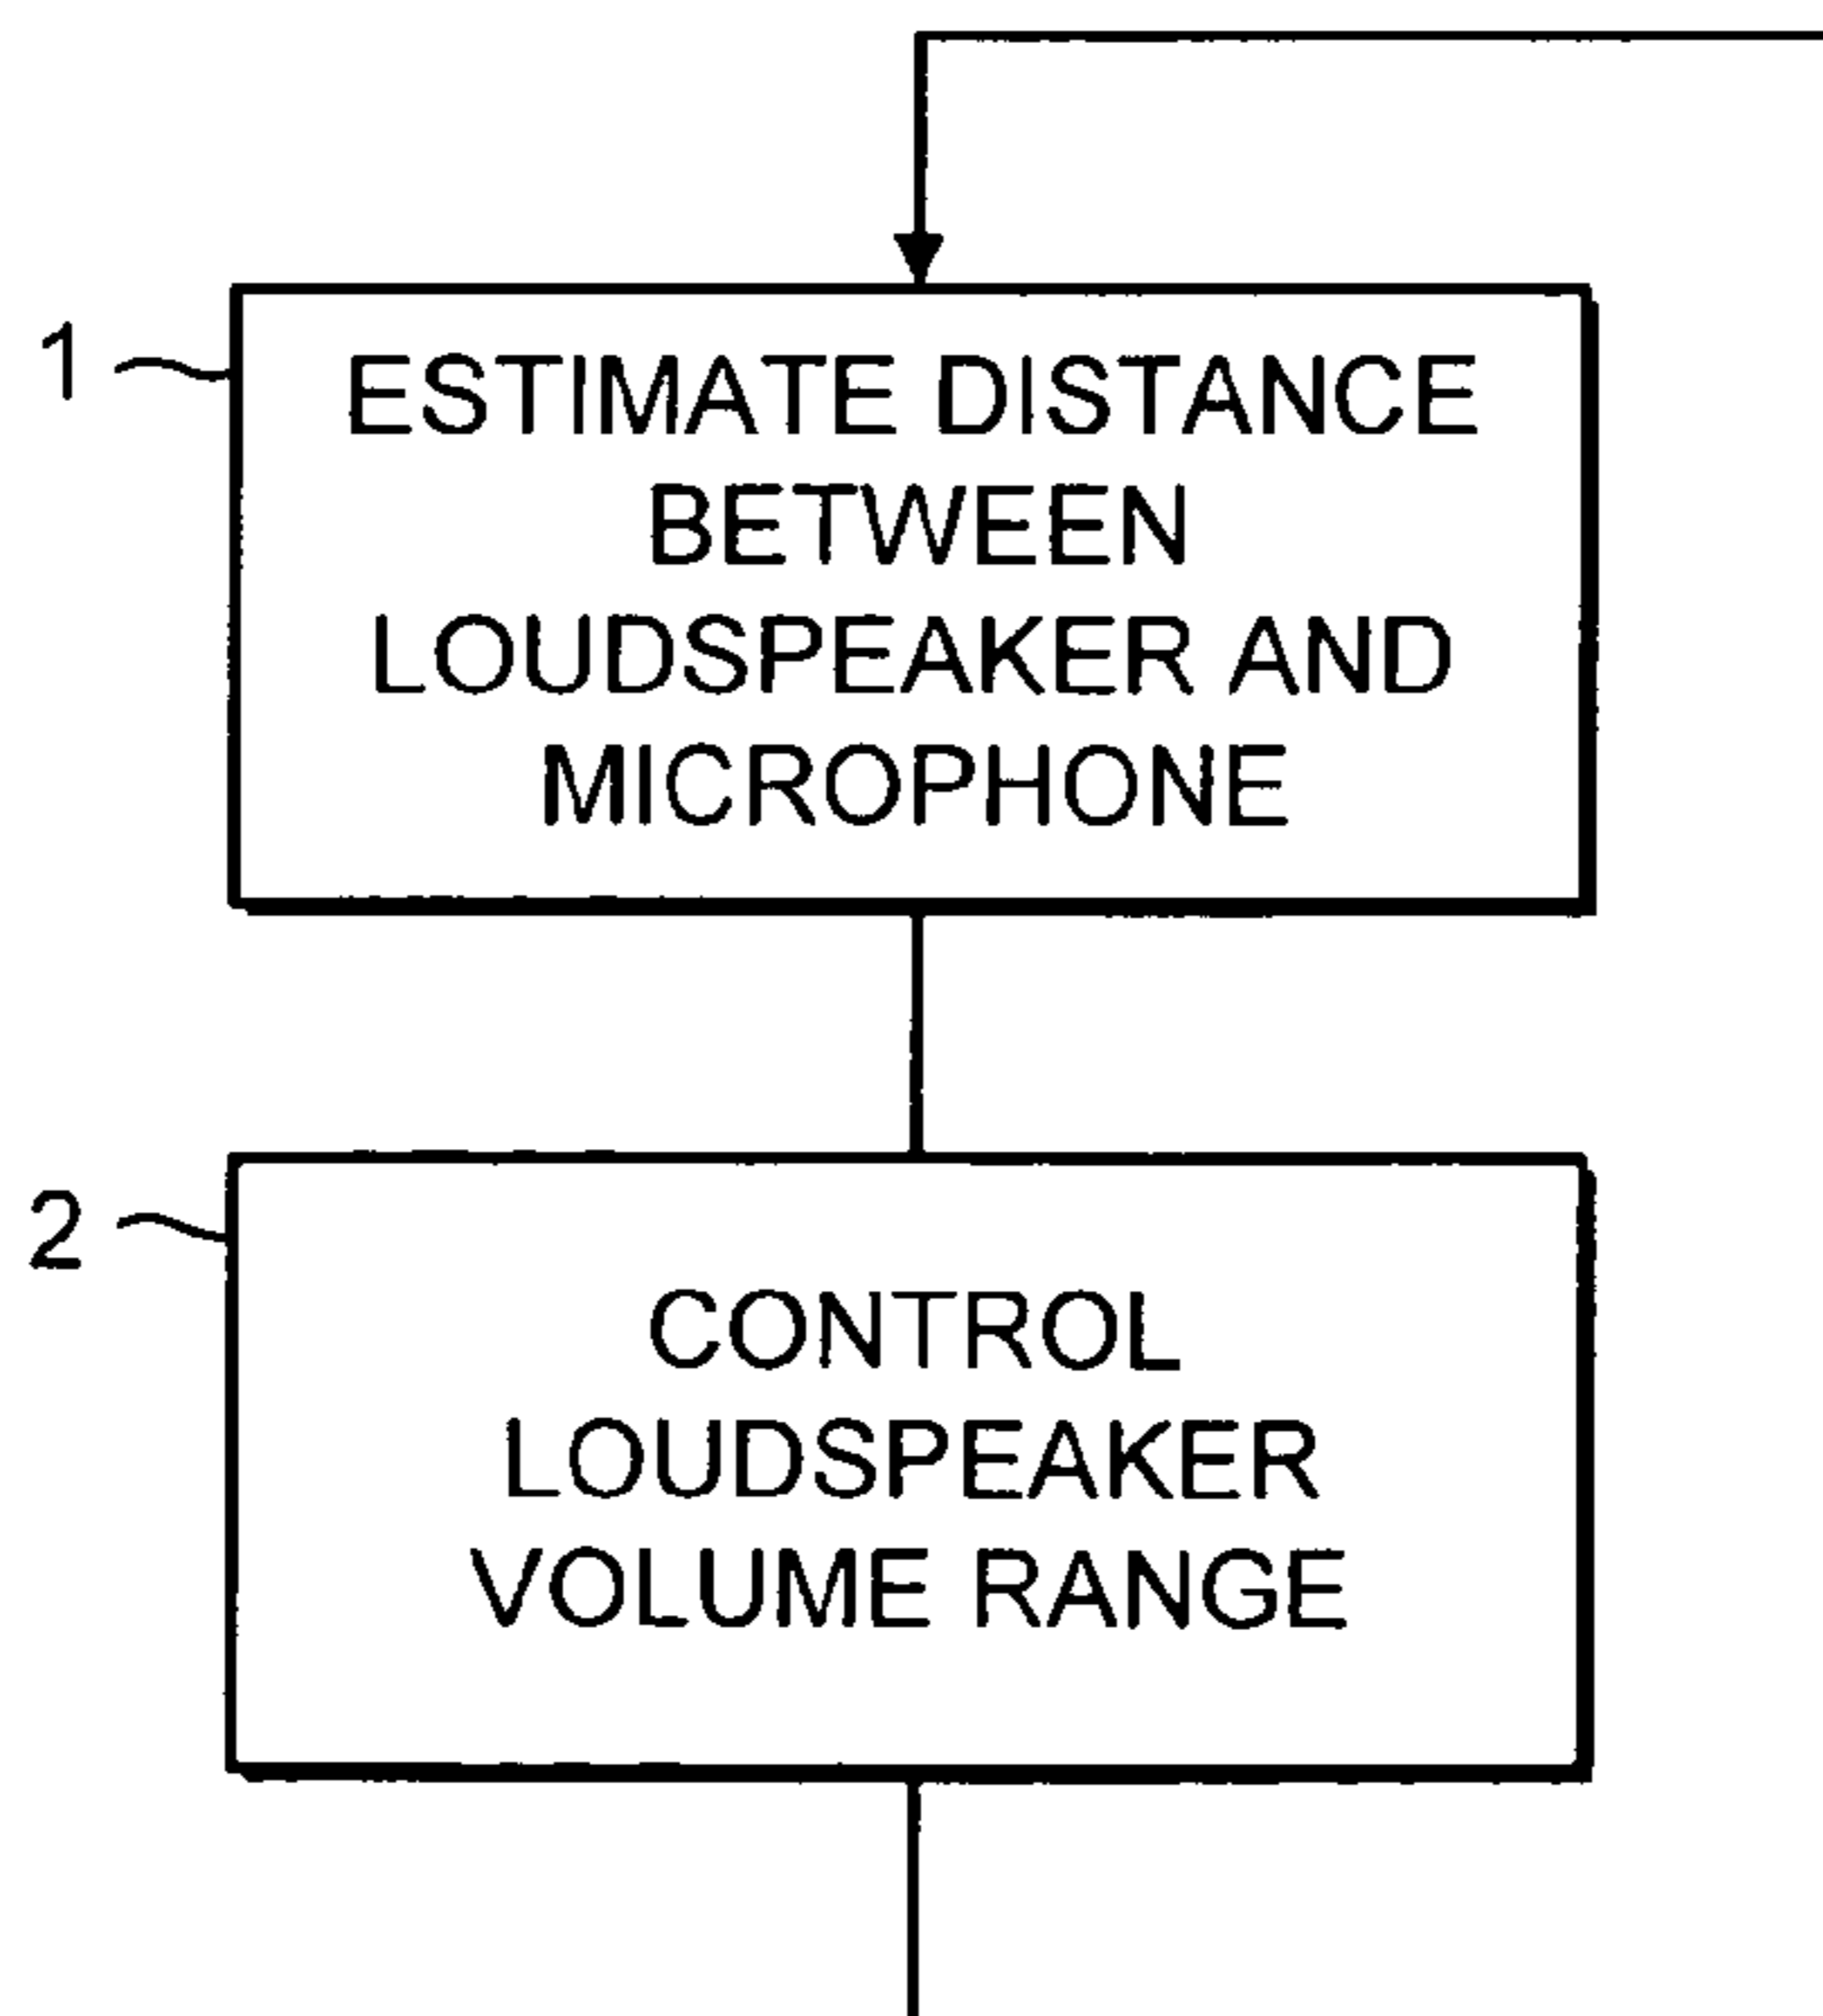 1
ESTIMATE DISTANCE
BETWEEN
LOUDSPEAKER AND
MICROPHONE
2
CONTROL
LOUDSPEAKER
VOLUME RANGE